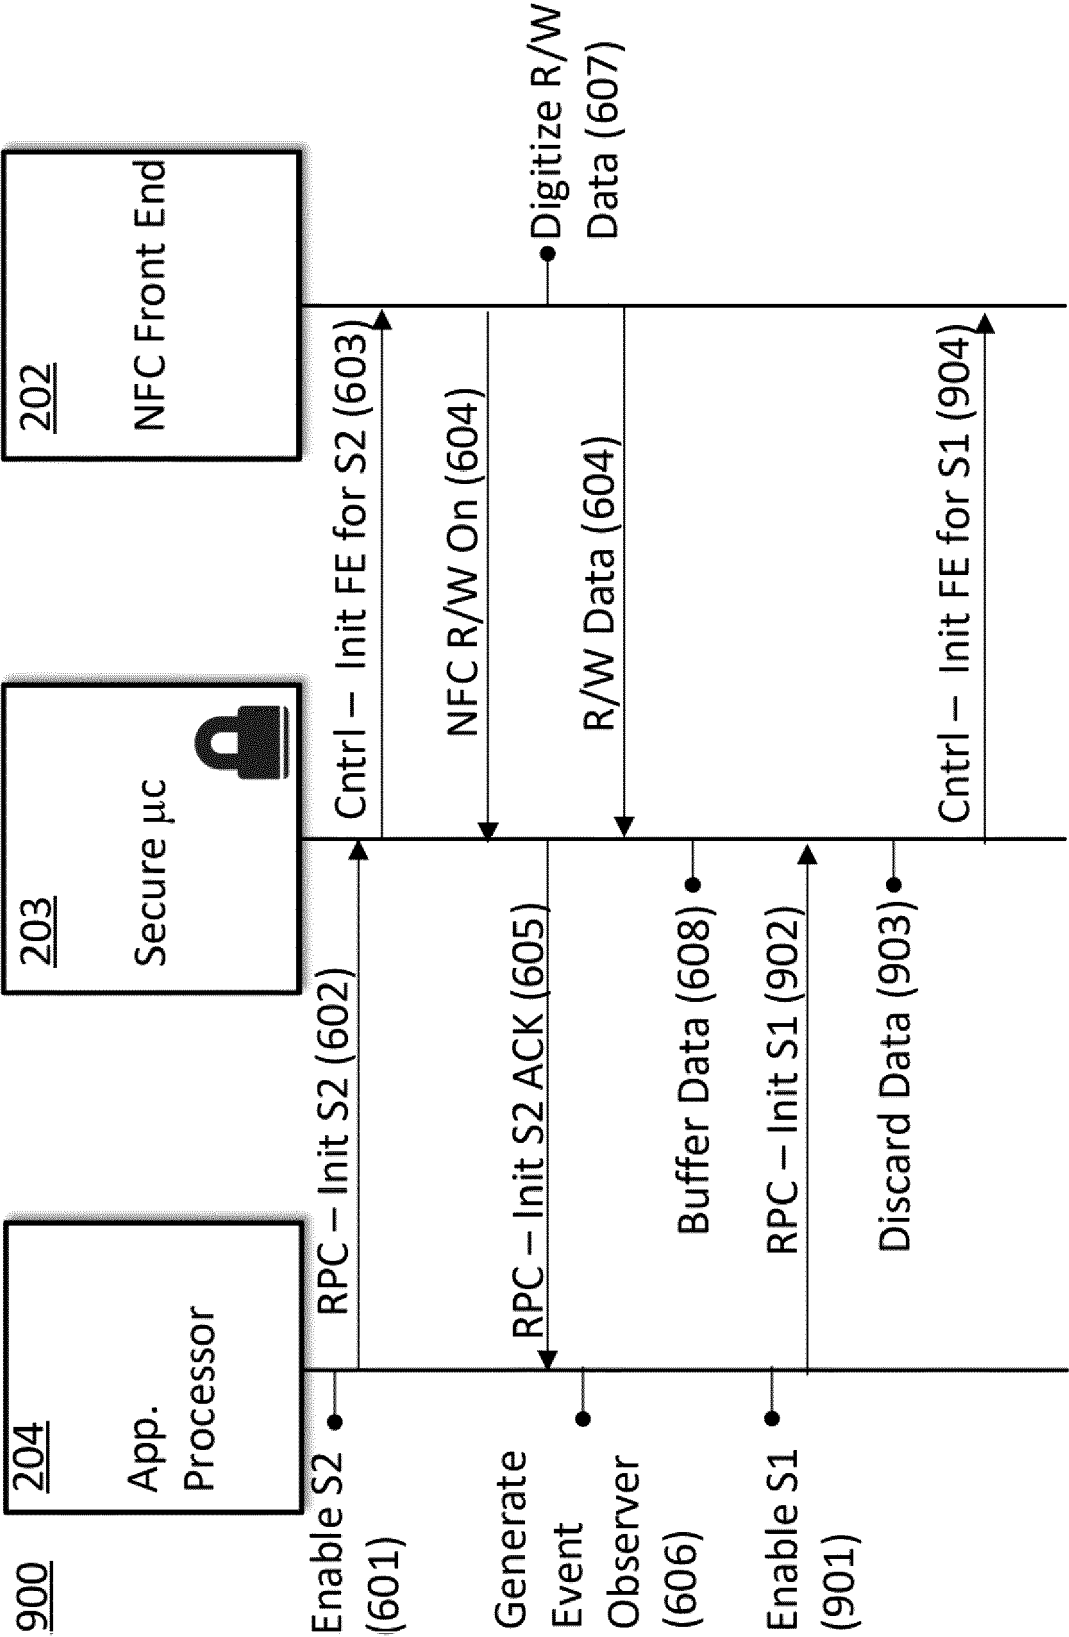 900
204
App.
Processor
203
Secure µc
202
NFC Front End
Enable S2
(601)
RPC – Init S2 (602)
Cntrl – Init FE for S2 (603)
NFC R/W On (604)
RPC – Init S2 ACK (605)
Generate
Event
Observer
(606)
Digitize R/W
Data (607)
R/W Data (604)
Buffer Data (608)
Enable S1
(901)
RPC – Init S1 (902)
Discard Data (903)
Cntrl – Init FE for S1 (904)